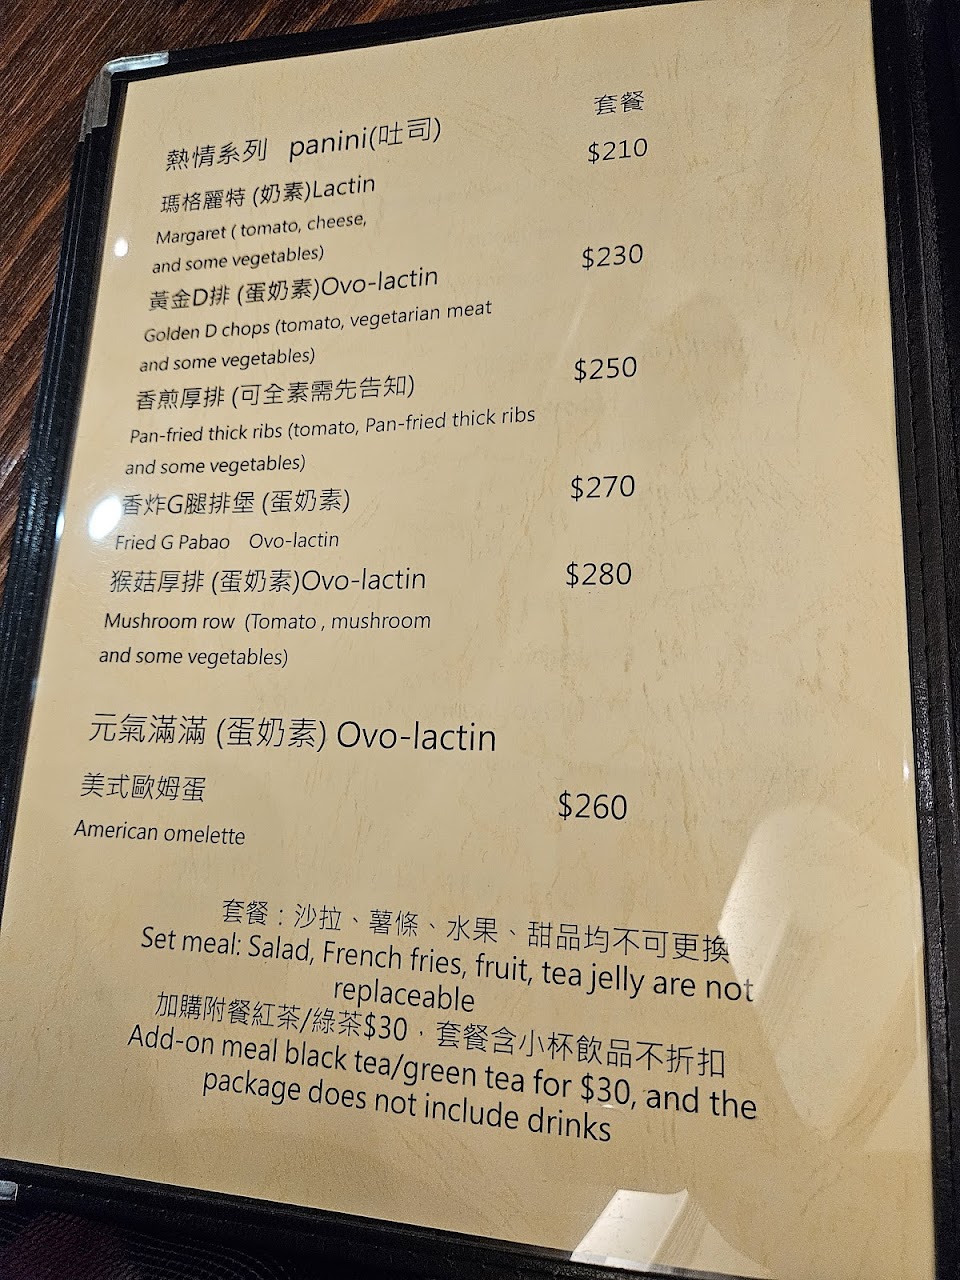 套餐
熱情系列 panini(吐司)
$210
瑪格麗特 (奶素)Lactin
Margaret ( tomato, cheese,
and some vegetables)
$230
黃金D排 (蛋奶素)Ovo-lactin
Golden D chops (tomato, vegetarian meat
and some vegetables)
$250
香煎厚排 (可全素需先告知)
Pan-fried thick ribs (tomato, Pan-fried thick ribs
and some vegetables)
$270
香炸G腿排堡 (蛋奶素)
Fried G Pabao Ovo-lactin
$280
猴菇厚排 (蛋奶素)Ovo-lactin
Mushroom row (Tomato , mushroom
and some vegetables)
元氣滿滿 (蛋奶素) Ovo-lactin
美式歐姆蛋
$260
American omelette
套餐：沙拉、薯條、水果、甜品均不可更換
Set meal: Salad, French fries, fruit, tea jelly are not
replaceable
加購附餐紅茶/綠茶$30，套餐含小杯飲品不折扣
Add-on meal black tea/green tea for $30, and the
package does not include drinks